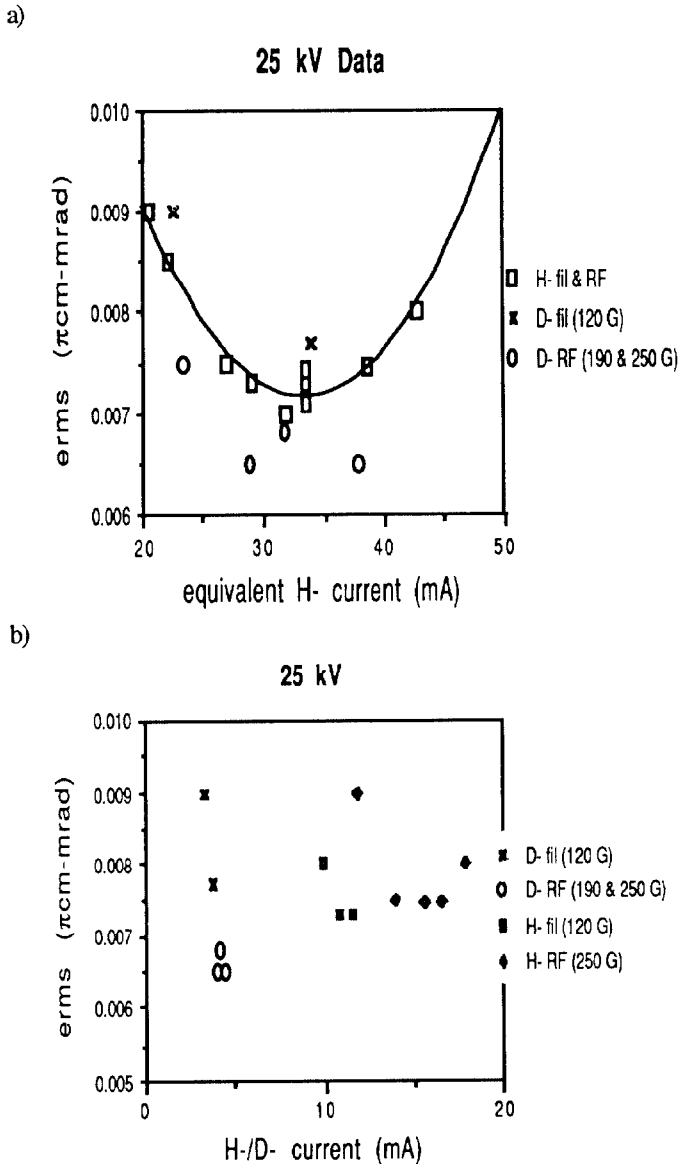 a)
25 kV Data
0.010
0.009
0.008
0.007
0.006
erms (πcm-mrad)
20
30
40
50
equivalent H- current (mA)
H- fil & RF
D- fil (120 G)
D- RF (190 & 250 G)
b)
25 kV
0.010
0.009
0.008
0.007
0.006
0.005
erms (πcm-mrad)
0
10
20
H-/D- current (mA)
D- fil (120 G)
D- RF (190 & 250 G)
H- fil (120 G)
H- RF (250 G)